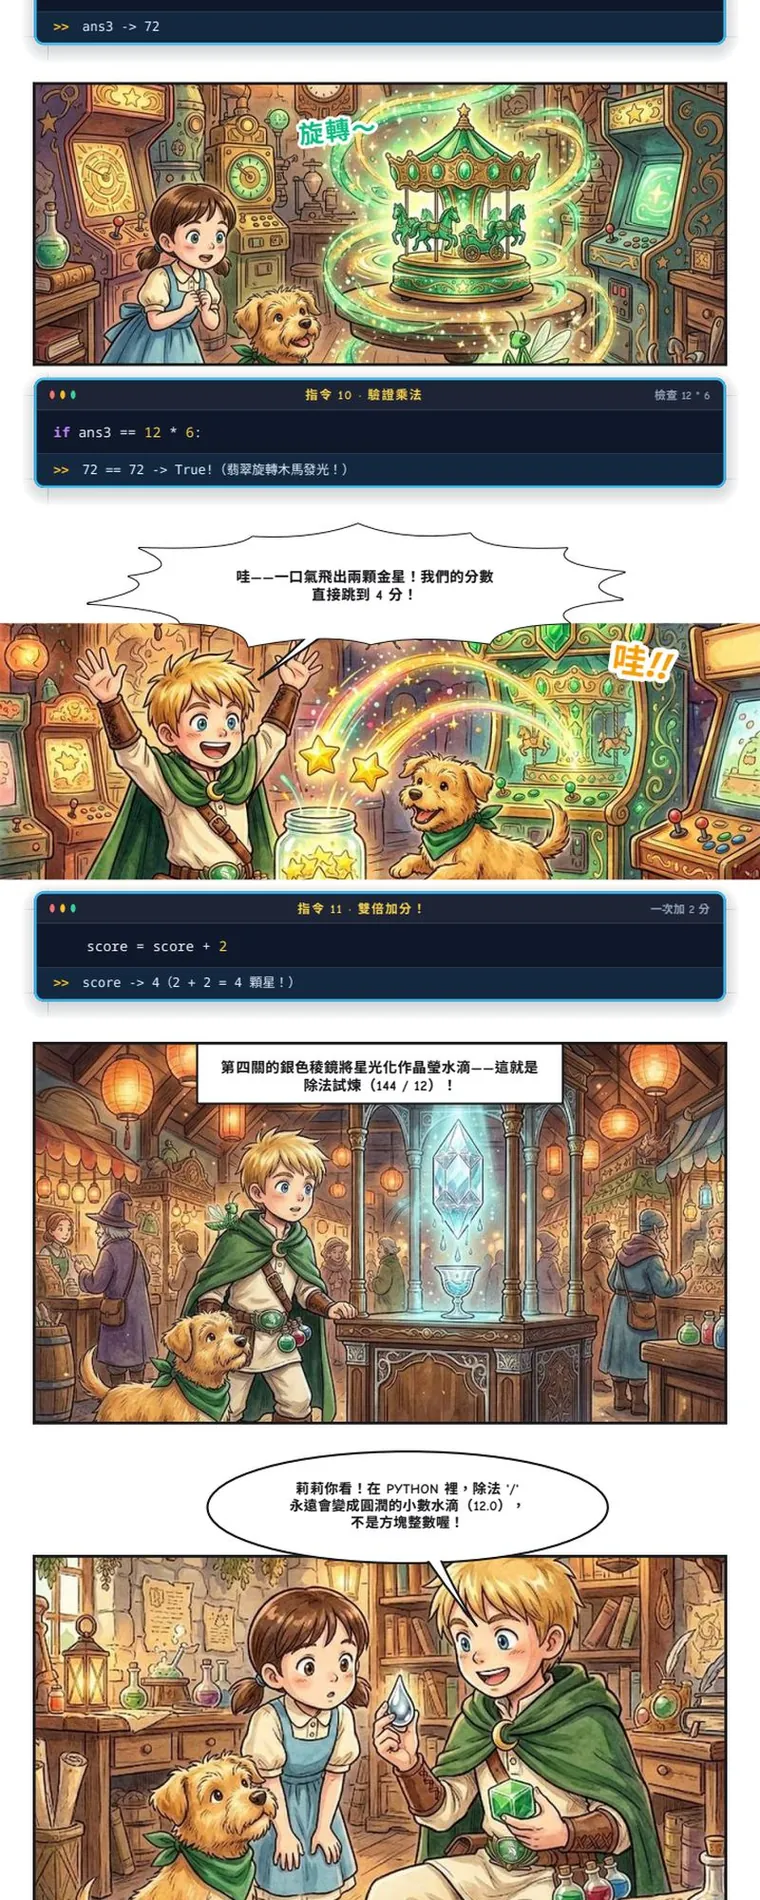 >> ans3 -> 72
旋轉～
指令 10 · 驗證乘法
檢查 12 * 6
if ans3 == 12 * 6:
>> 72 == 72 -> True!（翡翠旋轉木馬發光！）
哇——一口氣飛出兩顆金星！我們的分數
直接跳到 4 分！
哇!!
指令 11 · 雙倍加分！
一次加 2 分
score = score + 2
>> score -> 4（2 + 2 = 4 顆星！）
第四關的銀色稜鏡將星光化作晶瑩水滴——這就是
除法試煉（144 / 12）！
莉莉你看！在 PYTHON 裡，除法 '/'
永遠會變成圓潤的小數水滴（12.0），
不是方塊整數喔！